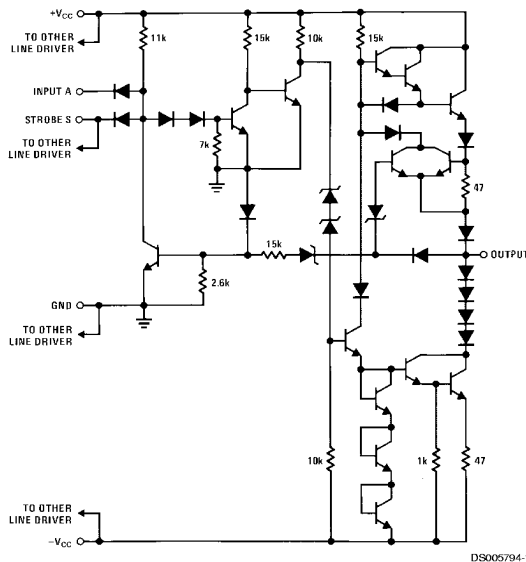 +VCC
TO OTHER
LINE DRIVER
11k
15k
10k
15k
INPUT A
STROBE S
TO OTHER
LINE DRIVER
7k
47
15k
OUTPUT
2.6k
GND
TO OTHER
LINE DRIVER
10k
1k
47
TO OTHER
LINE DRIVER
−VCC
DS005794-